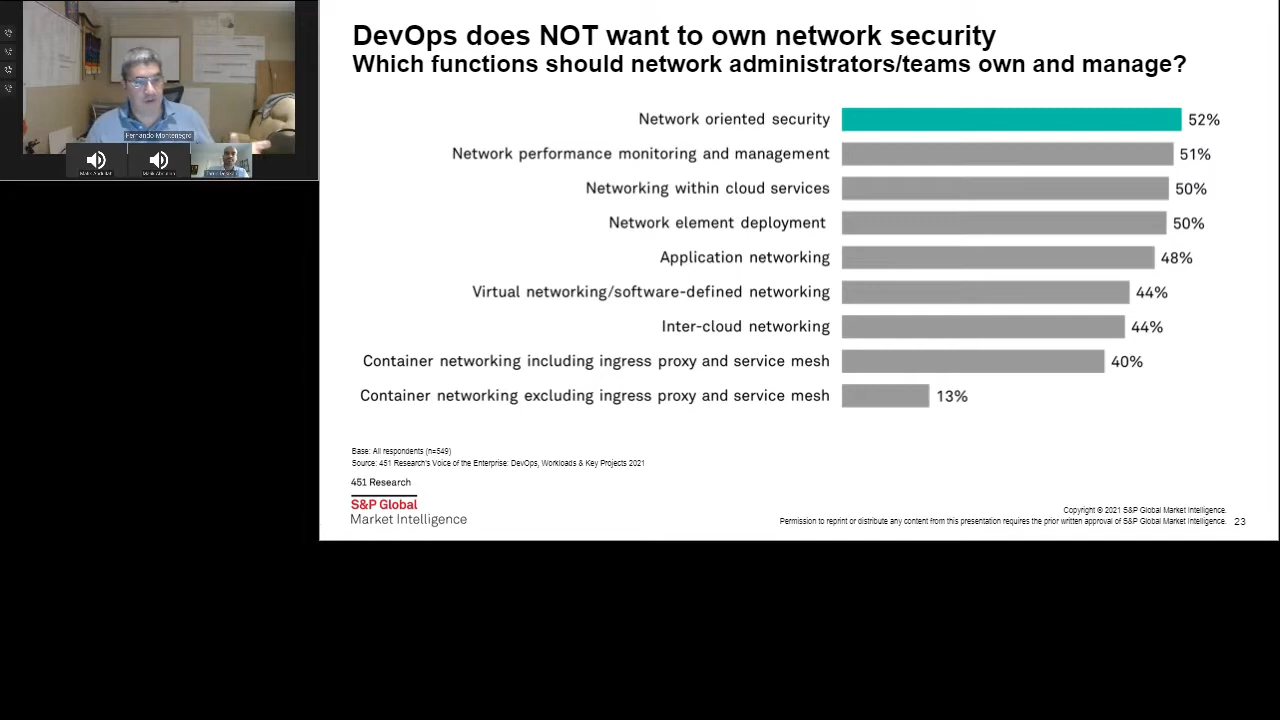 DevOps does NOT want to own network security
Which functions should network administrators/teams own and manage?
Fernando Montenegro
Network oriented security 52%
Network performance monitoring and management 51%
Networking within cloud services 50%
Network element deployment 50%
Application networking 48%
Virtual networking/software-defined networking 44%
Inter-cloud networking 44%
Container networking including ingress proxy and service mesh 40%
Container networking excluding ingress proxy and service mesh 13%
Base: All respondents (n=549)
Source: 451 Research's Voice of the Enterprise: DevOps, Workloads & Key Projects 2021
451 Research
S&P Global
Market Intelligence
Copyright © 2021 S&P Global Market Intelligence.
Permission to reprint or distribute any content from this presentation requires the prior written approval of S&P Global Market Intelligence. 23